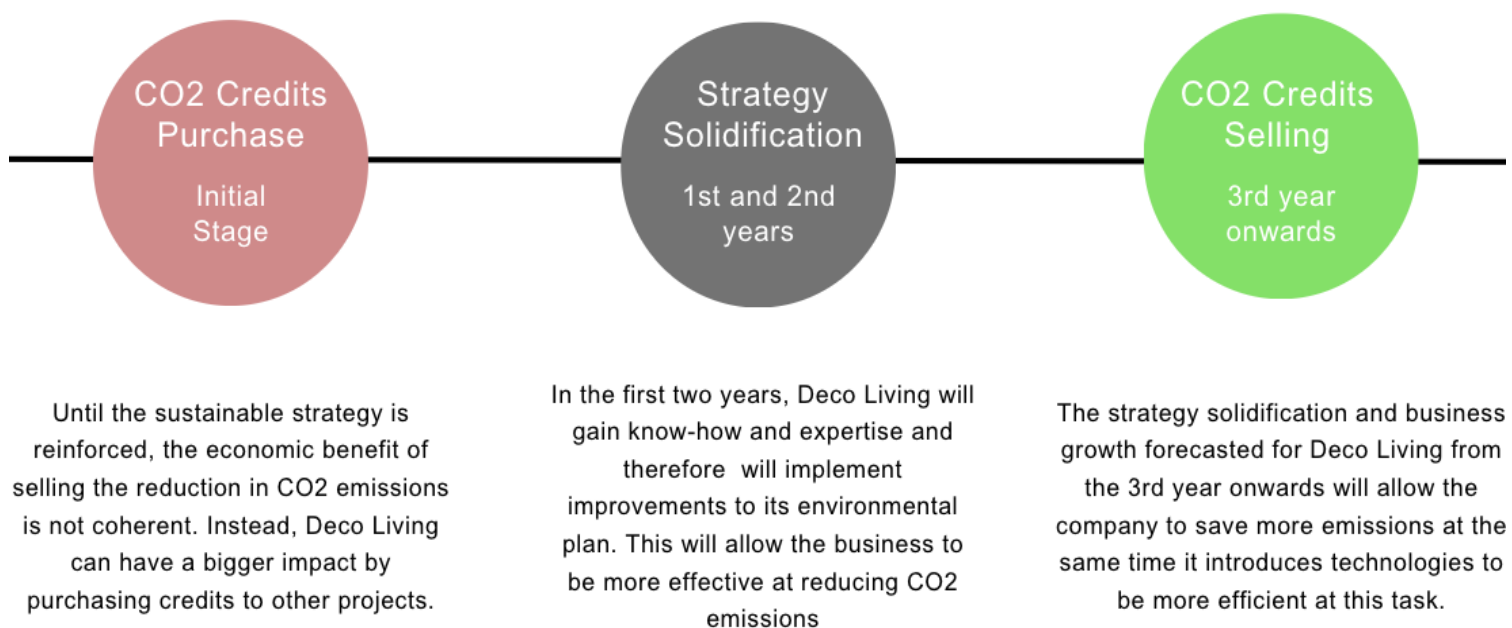 CO2 Credits
Purchase
Initial
Stage
Strategy
Solidification
1st and 2nd
years
CO2 Credits
Selling
3rd year
onwards
Until the sustainable strategy is
reinforced, the economic benefit of
selling the reduction in CO2 emissions
is not coherent. Instead, Deco Living
can have a bigger impact by
purchasing credits to other projects.
In the first two years, Deco Living will
gain know-how and expertise and
therefore  will implement
improvements to its environmental
plan. This will allow the business to
be more effective at reducing CO2
emissions
The strategy solidification and business
growth forecasted for Deco Living from
the 3rd year onwards will allow the
company to save more emissions at the
same time it introduces technologies to
be more efficient at this task.